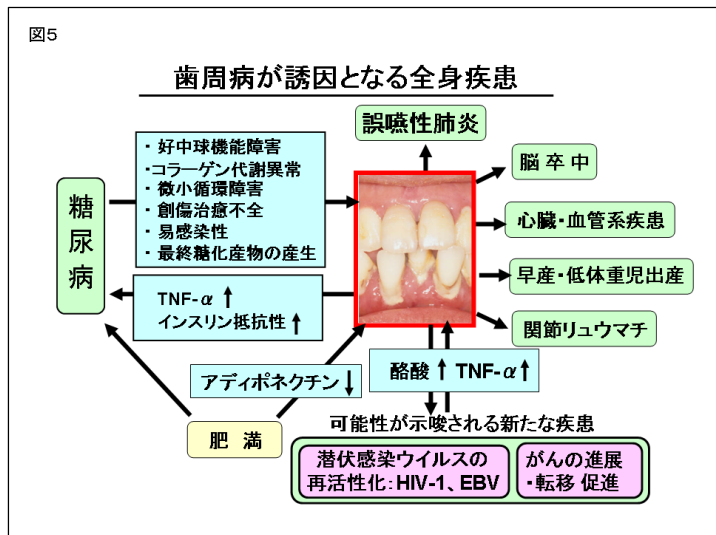 図5
歯周病が誘因となる全身疾患
誤嚥性肺炎
・好中球機能障害
・コラーゲン代謝異常
・微小循環障害
・創傷治癒不全
・易感染性
・最終糖化産物の産生
脳卒中
糖尿病
心臓・血管系疾患
早産・低体重児出産
TNF-α↑
インスリン抵抗性↑
関節リュウマチ
アディポネクチン↓
酪酸↑ TNF-α↑
肥満
可能性が示唆される新たな疾患
潜伏感染ウイルスの
再活性化：HIV-1、EBV
がんの進展
・転移 促進